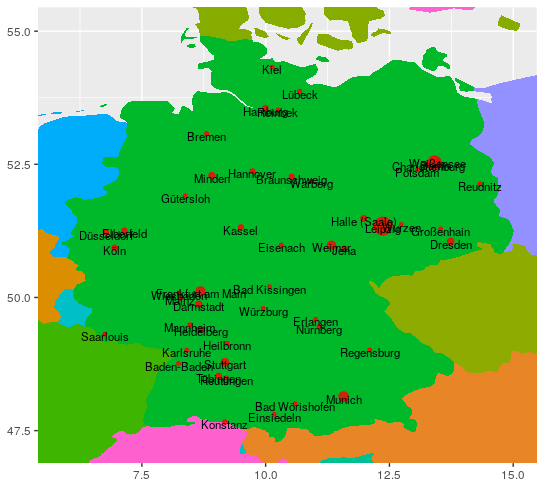 55.0
Kiel
Lübeck
Hamburg
Reinbek
Bremen
Weißensee
Charlottenburg
52.5
Potsdam
Hannover
Minden
Braunschweig
Warberg
Reudnitz
Gütersloh
Halle (Saale)
Wurzen
Leipzig
Kassel
Großenhain
Düsseldorf
Elberfeld
Dresden
Eisenach
Weimar
Jena
Köln
Bad Kissingen
Frankfurt am Main
Wiesbaden
50.0
Mainz
Darmstadt
Würzburg
Erlangen
Nürnberg
Mannheim
Heidelberg
Saarlouis
Heilbronn
Karlsruhe
Regensburg
Baden-Baden
Stuttgart
Tübingen
Reutlingen
Munich
Bad Wörishofen
Einsiedeln
Konstanz
47.5
7.5
10.0
12.5
15.0